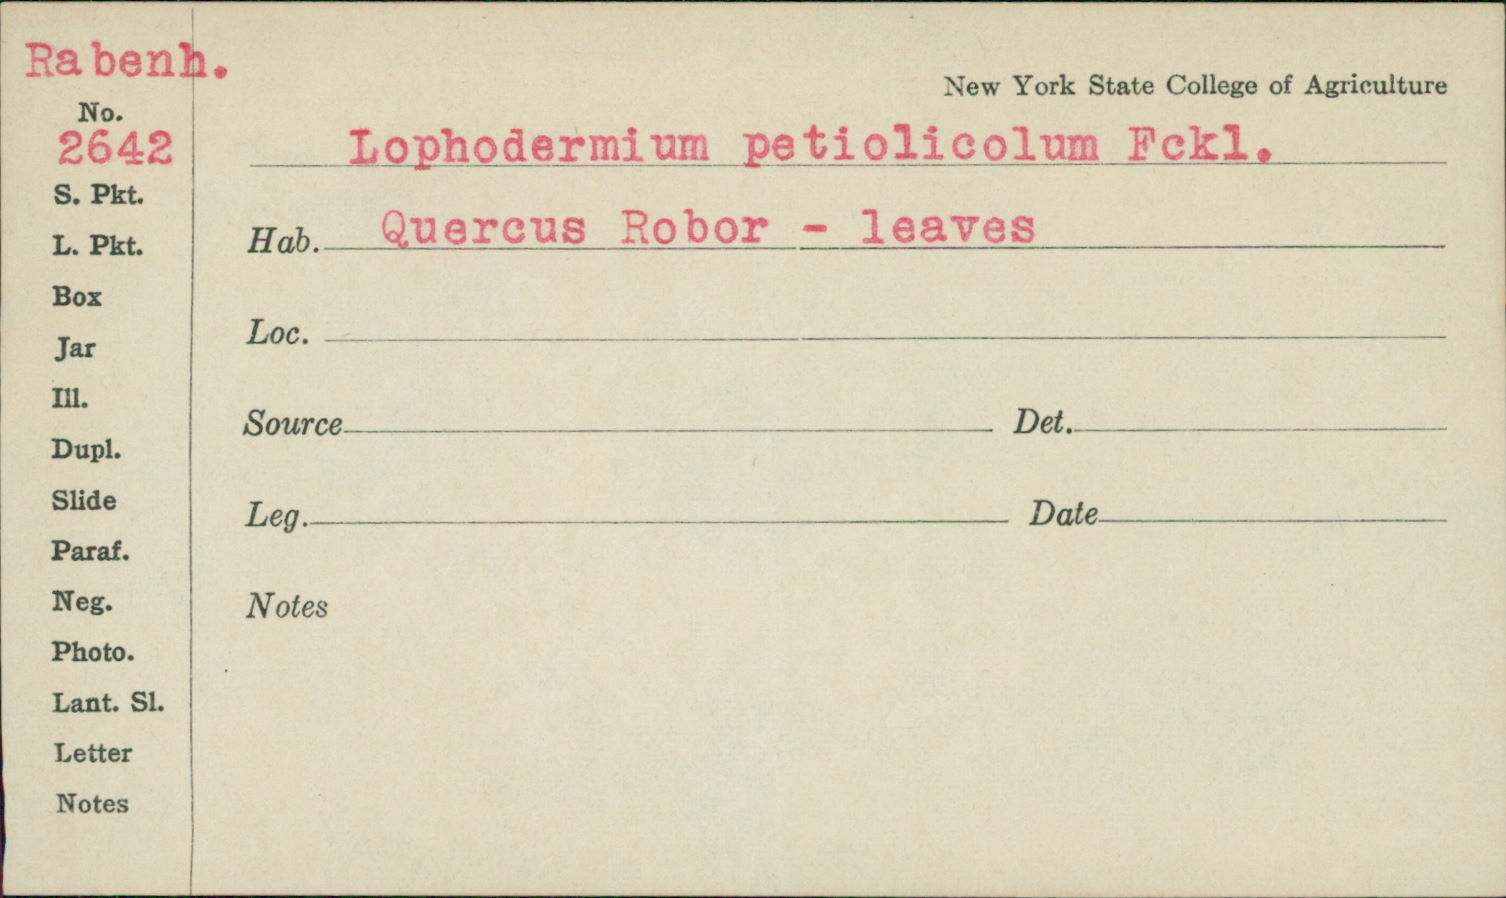 Rabenh.
New York State College of Agriculture
No.
2642
Lophodermium petiolicolum Fckl.
S. Pkt.
Hab. Quercus Robor - leaves
L. Pkt.
Box
Loc.
Jar
Ill.
Source Det.
Dupl.
Slide
Leg. Date
Paraf.
Neg.
Notes
Photo.
Lant. Sl.
Letter
Notes